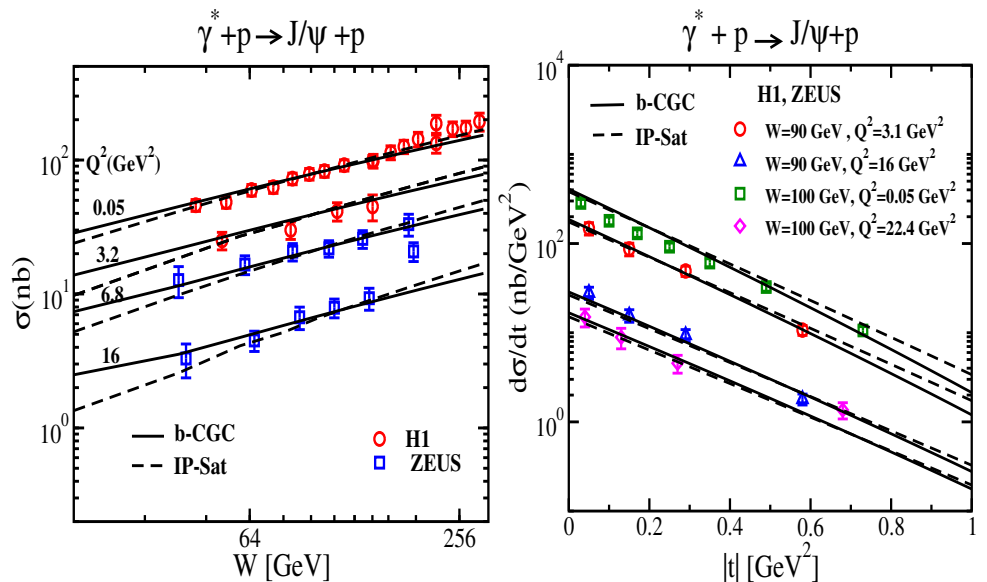 γ* +p → J/ψ +p
σ(nb)
10²
10¹
10⁰
Q²(GeV²)
0.05
3.2
6.8
16
b-CGC
IP-Sat
H1
ZEUS
64
256
W [GeV]
γ* + p → J/ψ+p
dσ/dt (nb/GeV²)
10⁴
10²
10⁰
b-CGC
IP-Sat
H1, ZEUS
W=90 GeV , Q²=3.1 GeV²
W=90 GeV, Q²=16 GeV²
W=100 GeV, Q²=0.05 GeV²
W=100 GeV, Q²=22.4 GeV²
0 0.2 0.4 0.6 0.8 1
|t| [GeV²]